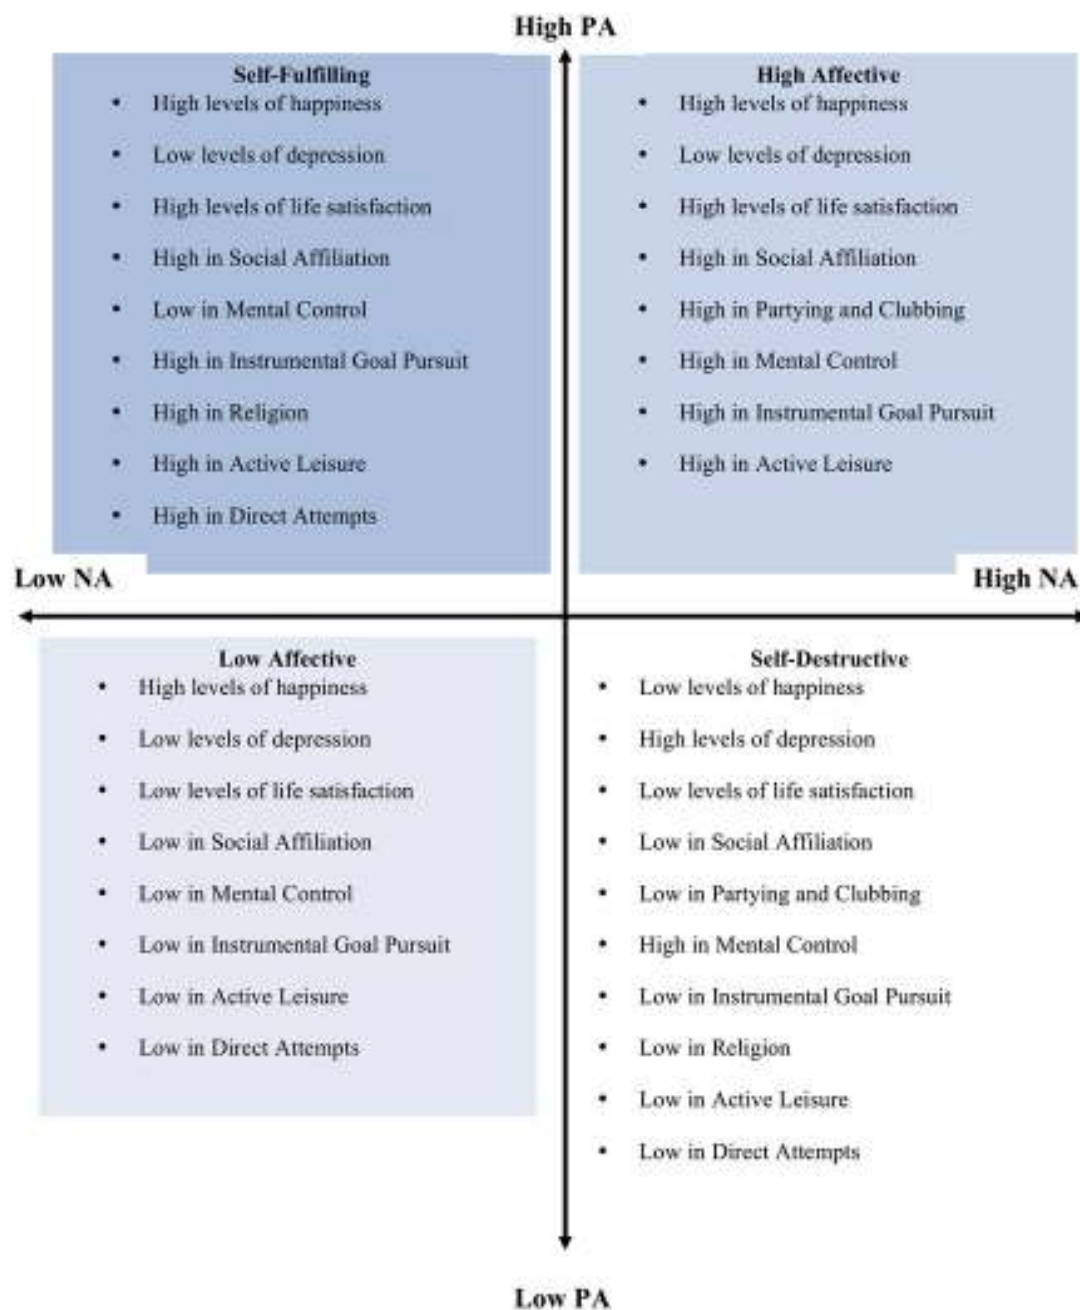 High PA
Self-Fulfilling
• High levels of happiness
• Low levels of depression
• High levels of life satisfaction
• High in Social Affiliation
• Low in Mental Control
• High in Instrumental Goal Pursuit
• High in Religion
• High in Active Leisure
• High in Direct Attempts
High Affective
• High levels of happiness
• Low levels of depression
• High levels of life satisfaction
• High in Social Affiliation
• High in Partying and Clubbing
• High in Mental Control
• High in Instrumental Goal Pursuit
• High in Active Leisure
Low NA
High NA
Low Affective
• High levels of happiness
• Low levels of depression
• Low levels of life satisfaction
• Low in Social Affiliation
• Low in Mental Control
• Low in Instrumental Goal Pursuit
• Low in Active Leisure
• Low in Direct Attempts
Self-Destructive
• Low levels of happiness
• High levels of depression
• Low levels of life satisfaction
• Low in Social Affiliation
• Low in Partying and Clubbing
• High in Mental Control
• Low in Instrumental Goal Pursuit
• Low in Religion
• Low in Active Leisure
• Low in Direct Attempts
Low PA